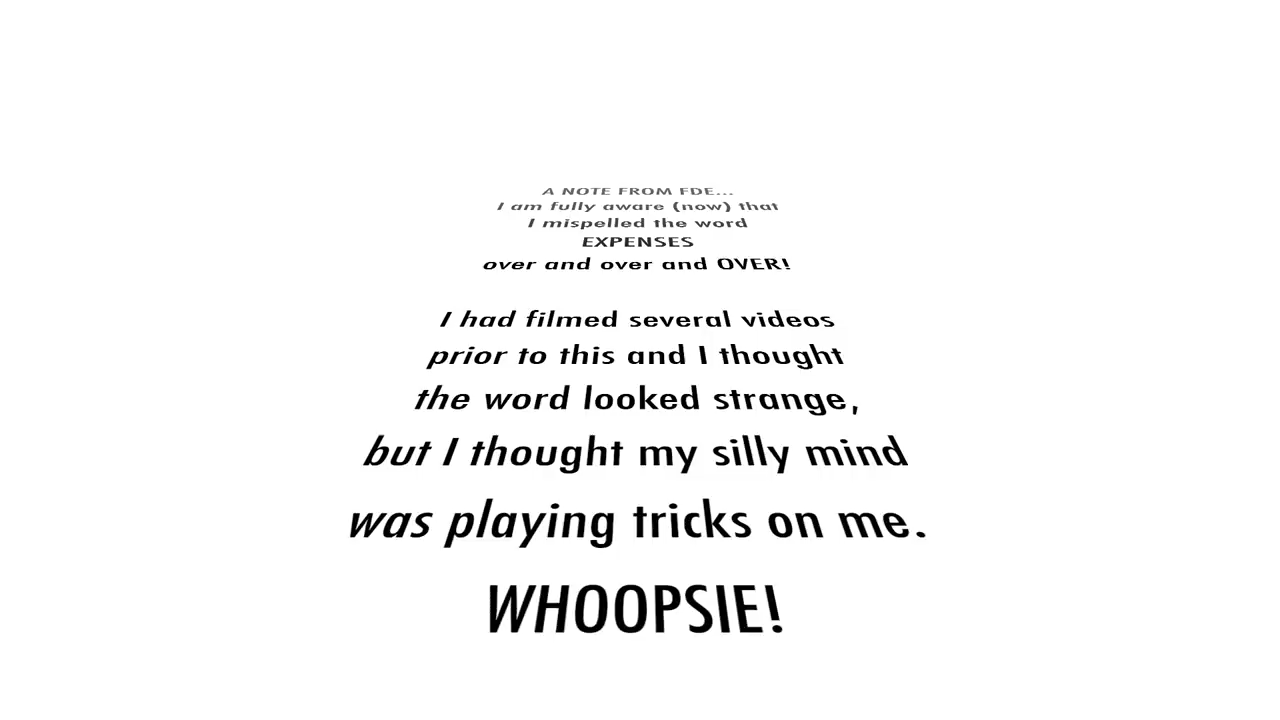 A NOTE FROM FDE...
I am fully aware (now) that
I mispelled the word
EXPENSES
over and over and OVER!
I had filmed several videos
prior to this and I thought
the word looked strange,
but I thought my silly mind
was playing tricks on me.
WHOOPSIE!